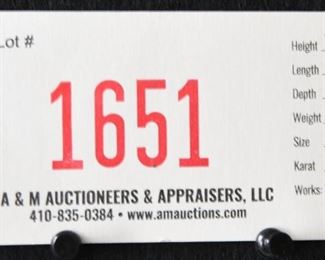 Lot #
1651
A & M AUCTIONEERS & APPRAISERS, LLC
410-835-0384 • www.amauctions.com
Height
Length
Depth
Weight
Size
Karat
Works: